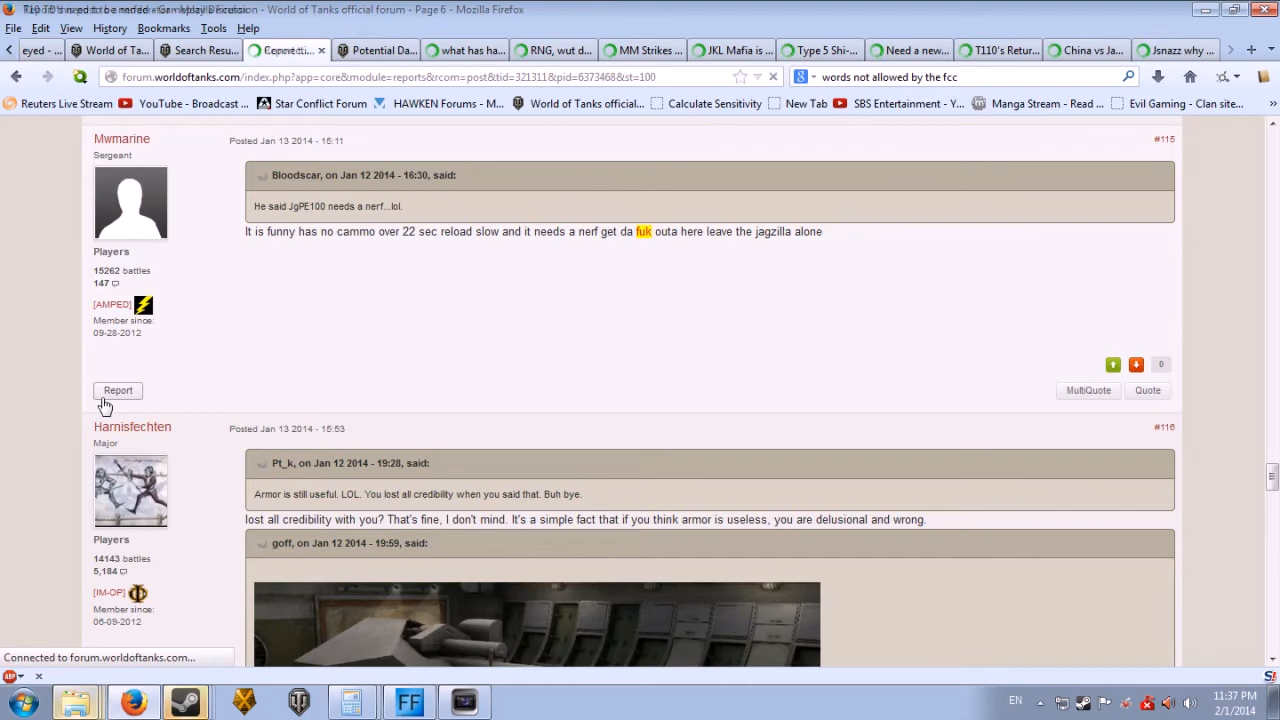 File Edit View History Bookmarks Tools Help
eyed - ... World of Ta... Search Resu... Connecti... × Potential Da... what has ha... RNG, wut d... MM Strikes ... JKL Mafia is ... Type 5 Shi-... Need a new... T110's Retur... China vs Ja... Jsnazz why ...
forum.worldoftanks.com/index.php?app=core&module=reports&rcom=post&tid=321311&pid=6373468&st=100
words not allowed by the fcc
Reuters Live Stream YouTube - Broadcast ... Star Conflict Forum HAWKEN Forums - M... World of Tanks official... Calculate Sensitivity New Tab SBS Entertainment - Y... Manga Stream - Read ... Evil Gaming - Clan site... »
Mwmarine
Posted Jan 13 2014 - 15:11
#115
Sergeant
Bloodscar, on Jan 12 2014 - 16:30, said:
He said JgPE100 needs a nerf...lol.
It is funny has no cammo over 22 sec reload slow and it needs a nerf get da fuk outa here leave the jagzilla alone
Players
15262 battles
147
[AMPED]
Member since:
09-28-2012
0
Report
MultiQuote Quote
Harnisfechten
Posted Jan 13 2014 - 15:53
#116
Major
Pt_k, on Jan 12 2014 - 19:28, said:
Armor is still useful. LOL. You lost all credibility when you said that. Buh bye.
lost all credibility with you? That's fine, I don't mind. It's a simple fact that if you think armor is useless, you are delusional and wrong.
goff, on Jan 12 2014 - 19:59, said:
Players
14143 battles
5,184
[IM-OP]
Member since:
06-09-2012
Connected to forum.worldoftanks.com...
ABP ×
FF
EN
11:37 PM
2/1/2014